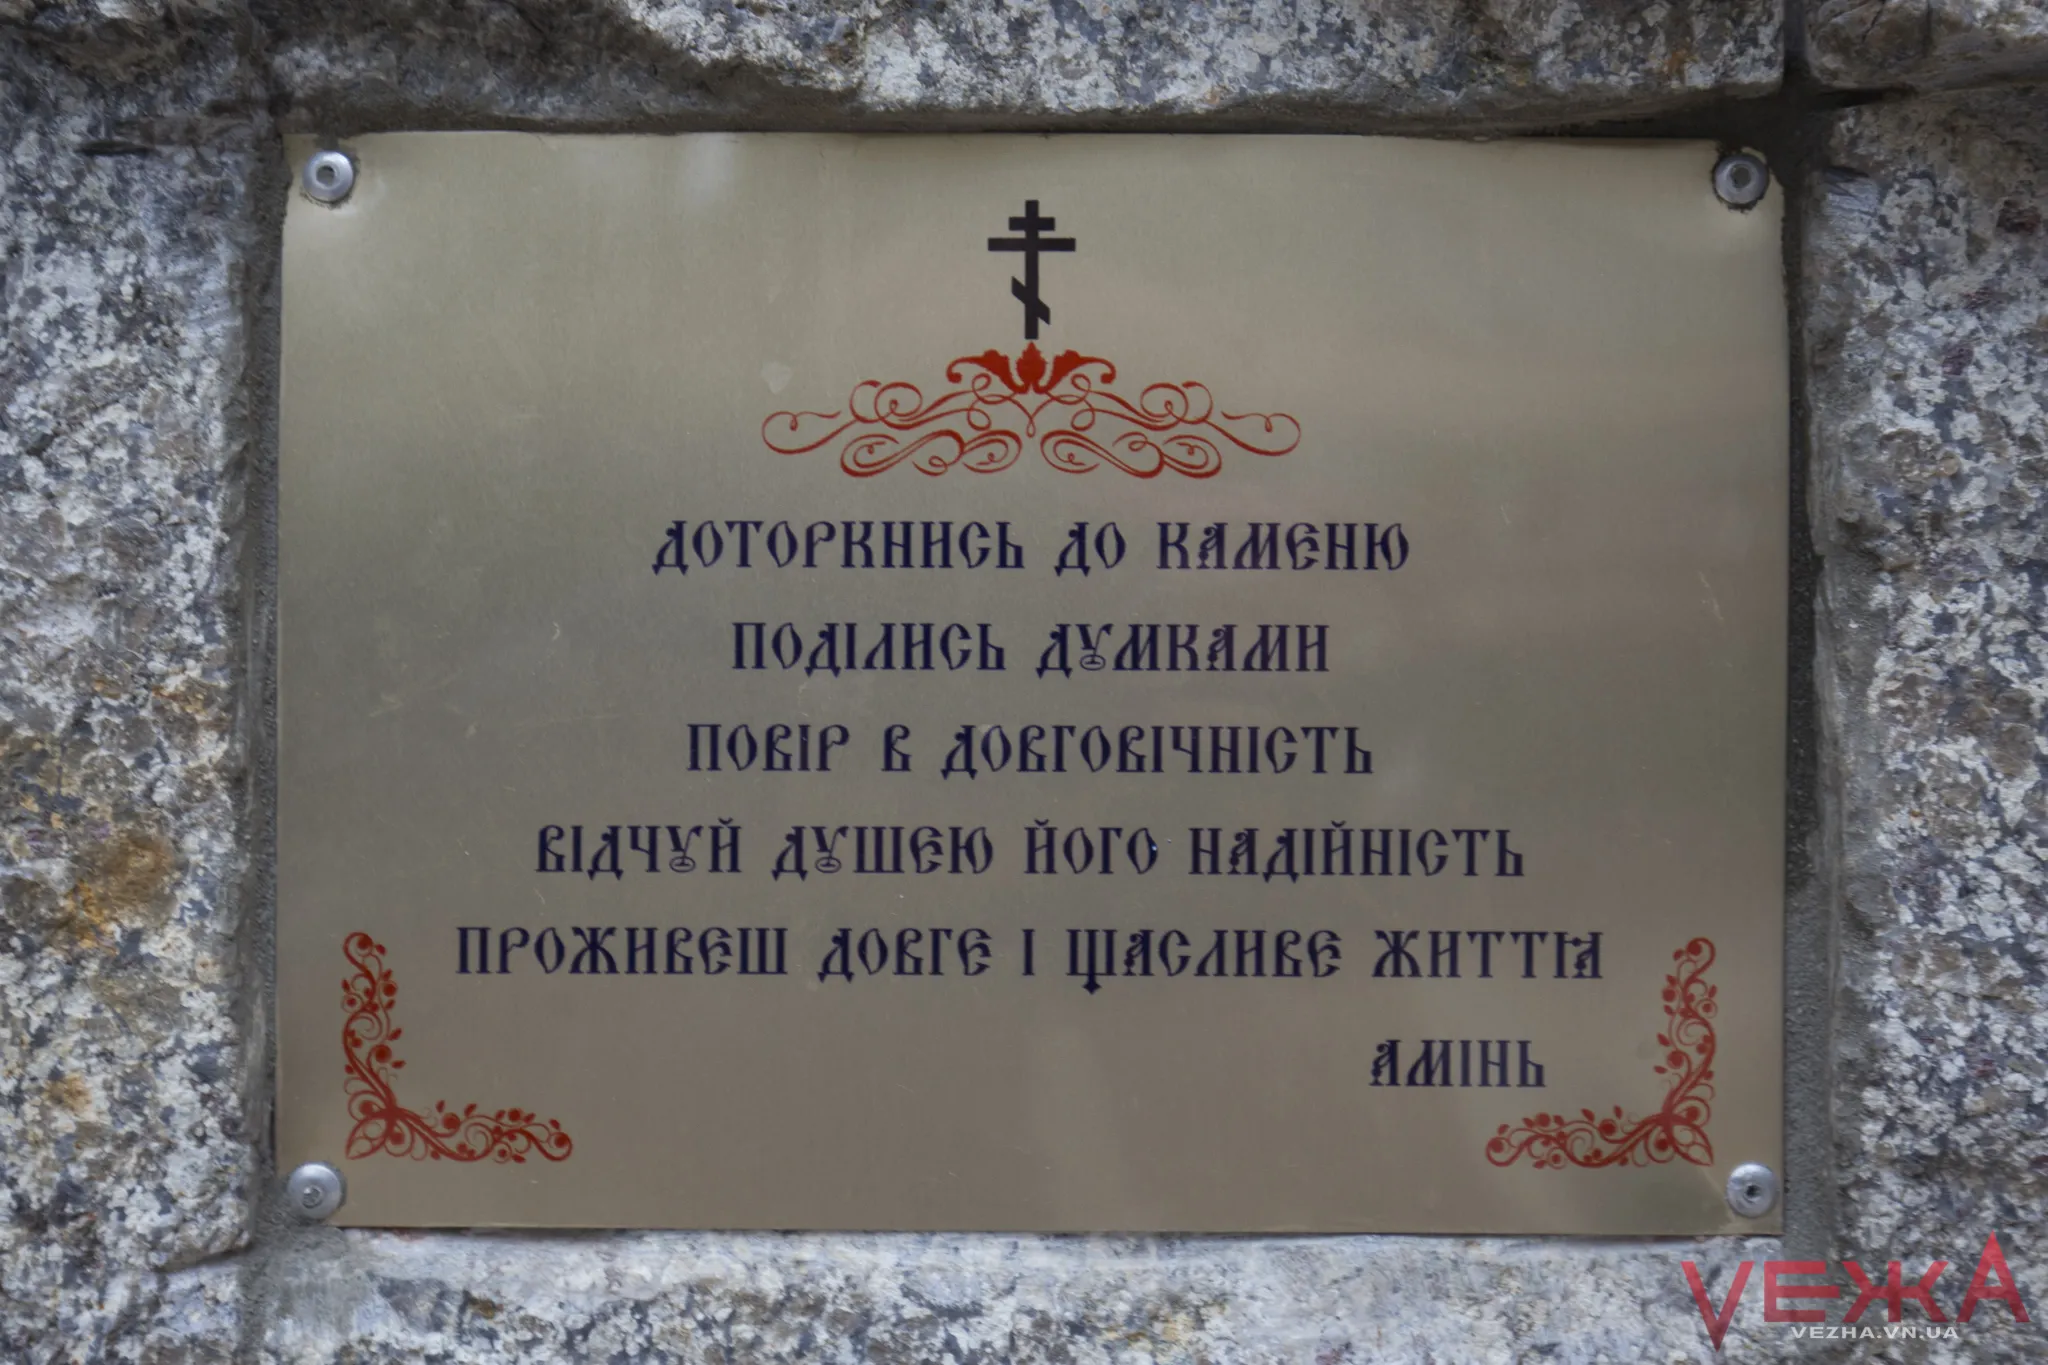 ДОТОРКНИСЬ ДО КАМЕНЮ
ПОДІЛИСЬ ДУМКАМИ
ПОВІР В ДОВГОВІЧНІСТЬ
ВІДЧУЙ ДУШЕЮ ЙОГО НАДІЙНІСТЬ
ПРОЖИВЕШ ДОВГЕ І ЩАСЛИВЕ ЖИТТЯ
АМІНЬ
VЕЖА
VEZHA.VN.UA